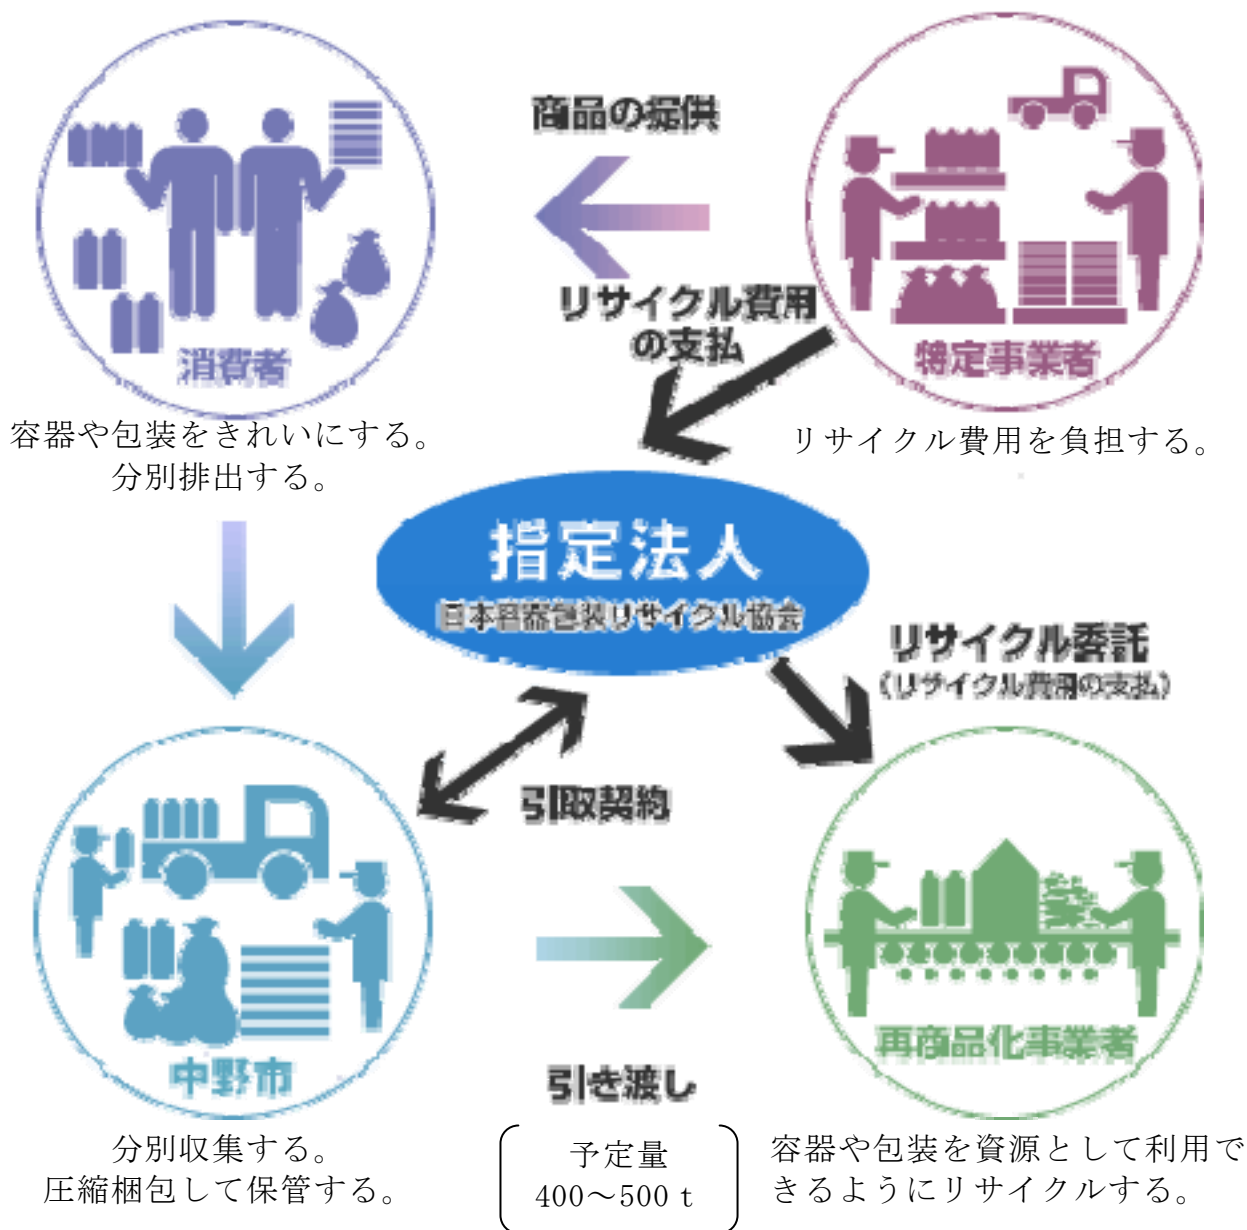 商品の提供
リサイクル費用
の支払
消費者
特定事業者
容器や包装をきれいにする。
分別排出する。
リサイクル費用を負担する。
指定法人
日本容器包装リサイクル協会
リサイクル委託
（リサイクル費用の支払）
引取契約
中野市
再商品化事業者
引き渡し
分別収集する。
圧縮梱包して保管する。
予定量
400～500 t
容器や包装を資源として利用で
きるようにリサイクルする。